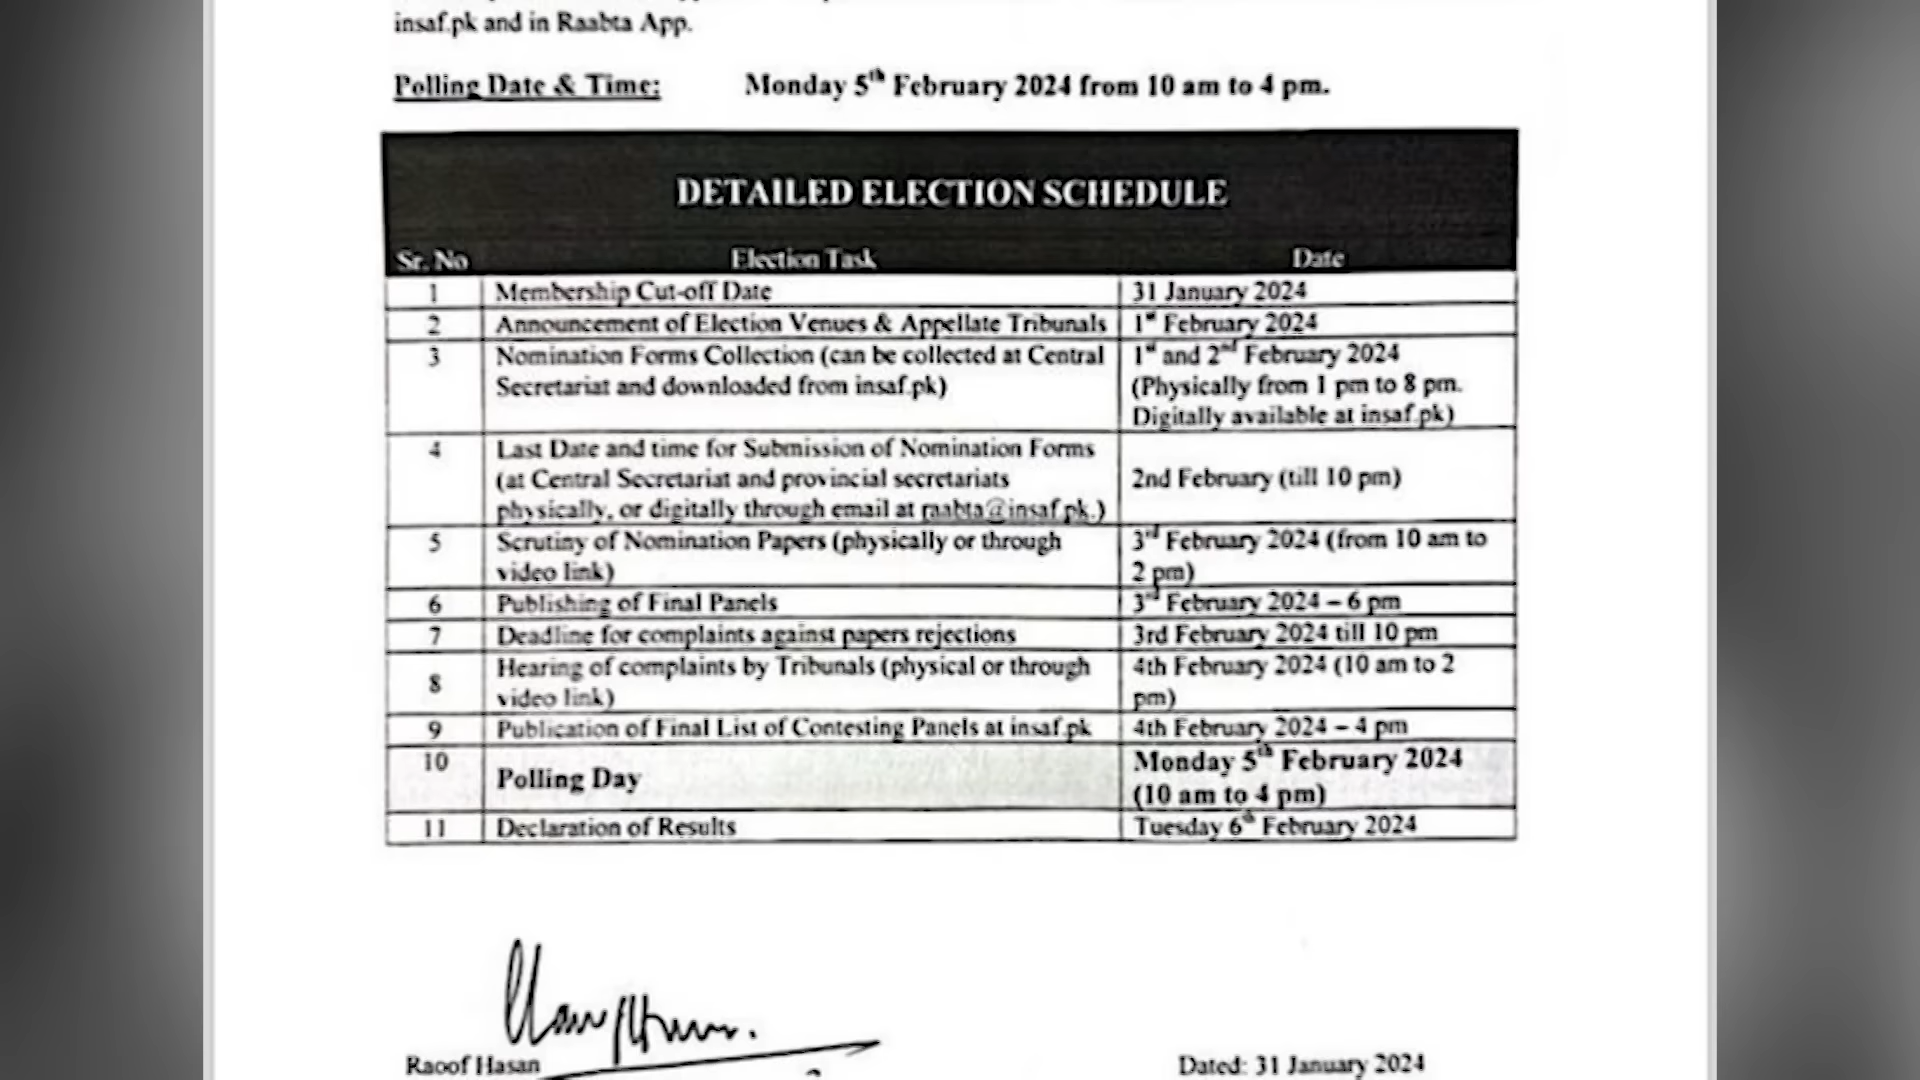 insaf.pk and in Raabta App.
Polling Date & Time: Monday 5th February 2024 from 10 am to 4 pm.
DETAILED ELECTION SCHEDULE
Sr. No Election Task Date
1 Membership Cut-off Date 31 January 2024
2 Announcement of Election Venues & Appellate Tribunals 1st February 2024
3 Nomination Forms Collection (can be collected at Central 1st and 2nd February 2024
Secretariat and downloaded from insaf.pk) (Physically from 1 pm to 8 pm.
Digitally available at insaf.pk)
4 Last Date and time for Submission of Nomination Forms
(at Central Secretariat and provincial secretariats 2nd February (till 10 pm)
physically, or digitally through email at raabta@insaf.pk.)
5 Scrutiny of Nomination Papers (physically or through 3rd February 2024 (from 10 am to
video link) 2 pm)
6 Publishing of Final Panels 3rd February 2024 – 6 pm
7 Deadline for complaints against papers rejections 3rd February 2024 till 10 pm
8 Hearing of complaints by Tribunals (physical or through 4th February 2024 (10 am to 2
video link) pm)
9 Publication of Final List of Contesting Panels at insaf.pk 4th February 2024 – 4 pm
10 Polling Day Monday 5th February 2024
(10 am to 4 pm)
11 Declaration of Results Tuesday 6th February 2024
Raoof Hasan Dated: 31 January 2024